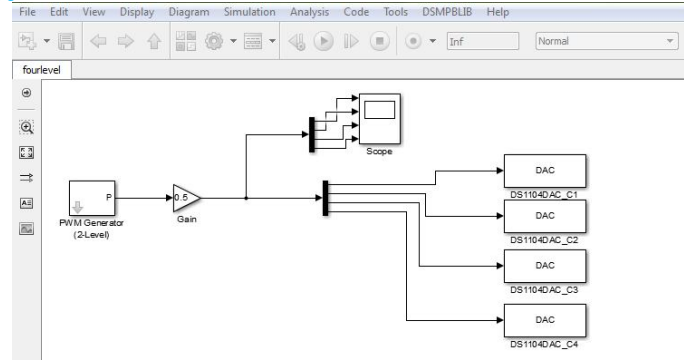 File Edit View Display Diagram Simulation Analysis Code Tools DSMPBLIB Help
Inf Normal
fourlevel
Scope
DAC
DS1104DAC_C1
P
PWM Generator
(2-Level)
0.5
Gain
DAC
DS1104DAC_C2
DAC
DS1104DAC_C3
DAC
DS1104DAC_C4